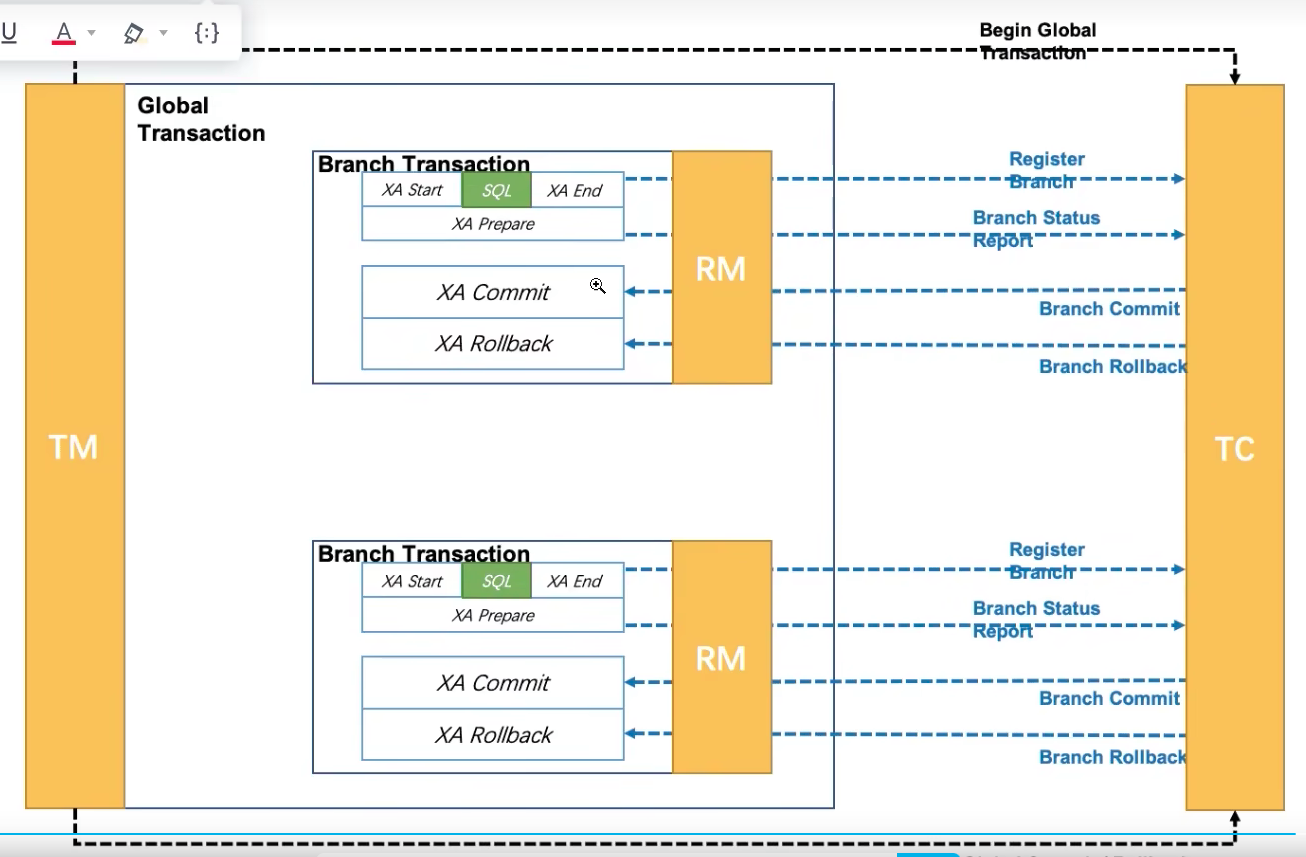 U A {:}
Begin Global
Transaction
Global
Transaction
Branch Transaction
XA Start SQL XA End
XA Prepare
XA Commit
XA Rollback
RM
Register
Branch
Branch Status
Report
Branch Commit
Branch Rollback
TM
TC
Branch Transaction
XA Start SQL XA End
XA Prepare
XA Commit
XA Rollback
RM
Register
Branch
Branch Status
Report
Branch Commit
Branch Rollback